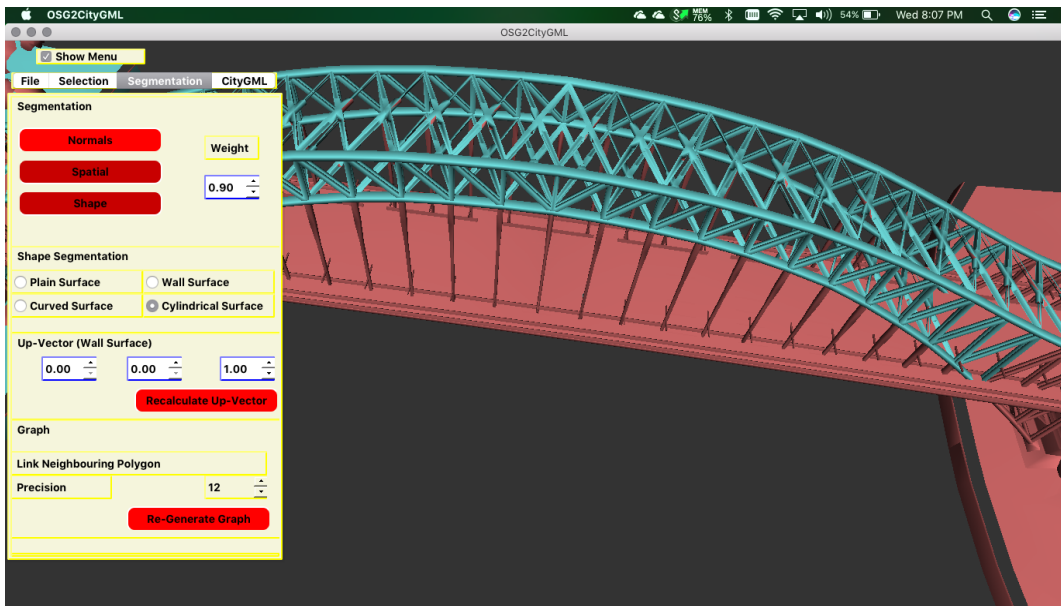 OSG2CityGML
MEM 76% 54% Wed 8:07 PM
OSG2CityGML
Show Menu
File Selection Segmentation CityGML
Segmentation
Normals
Weight
Spatial
0.90
Shape
Shape Segmentation
Plain Surface Wall Surface
Curved Surface Cylindrical Surface
Up-Vector (Wall Surface)
0.00 0.00 1.00
Recalculate Up-Vector
Graph
Link Neighbouring Polygon
Precision 12
Re-Generate Graph